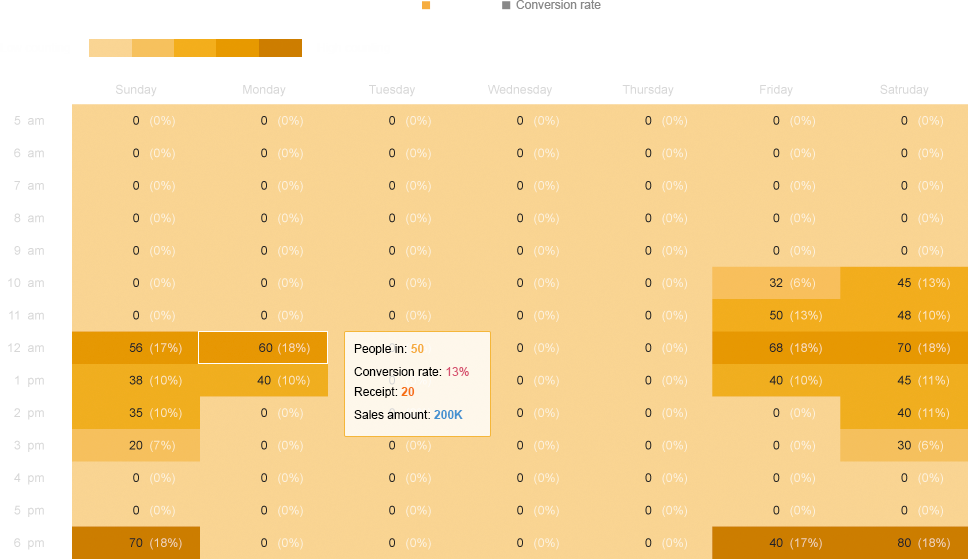 Conversion rate
Sunday Monday Tuesday Wednesday Thursday Friday Satruday
5 am 0 (0%) 0 (0%) 0 (0%) 0 (0%) 0 (0%) 0 (0%) 0 (0%)
6 am 0 (0%) 0 (0%) 0 (0%) 0 (0%) 0 (0%) 0 (0%) 0 (0%)
7 am 0 (0%) 0 (0%) 0 (0%) 0 (0%) 0 (0%) 0 (0%) 0 (0%)
8 am 0 (0%) 0 (0%) 0 (0%) 0 (0%) 0 (0%) 0 (0%) 0 (0%)
9 am 0 (0%) 0 (0%) 0 (0%) 0 (0%) 0 (0%) 0 (0%) 0 (0%)
10 am 0 (0%) 0 (0%) 0 (0%) 0 (0%) 0 (0%) 32 (6%) 45 (13%)
11 am 0 (0%) 0 (0%) 0 (0%) 0 (0%) 0 (0%) 50 (13%) 48 (10%)
12 am 56 (17%) 60 (18%) 0 (0%) 0 (0%) 68 (18%) 70 (18%)
People in: 50
Conversion rate: 13%
Receipt: 20
Sales amount: 200K
1 pm 38 (10%) 40 (10%) 0 0 (0%) 0 (0%) 40 (10%) 45 (11%)
2 pm 35 (10%) 0 (0%) 0 (0%) 0 (0%) 0 (0%) 40 (11%)
3 pm 20 (7%) 0 (0%) 0 (0%) 0 (0%) 0 (0%) 0 (0%) 30 (6%)
4 pm 0 (0%) 0 (0%) 0 (0%) 0 (0%) 0 (0%) 0 (0%) 0 (0%)
5 pm 0 (0%) 0 (0%) 0 (0%) 0 (0%) 0 (0%) 0 (0%) 0 (0%)
6 pm 70 (18%) 0 (0%) 0 (0%) 0 (0%) 0 (0%) 40 (17%) 80 (18%)